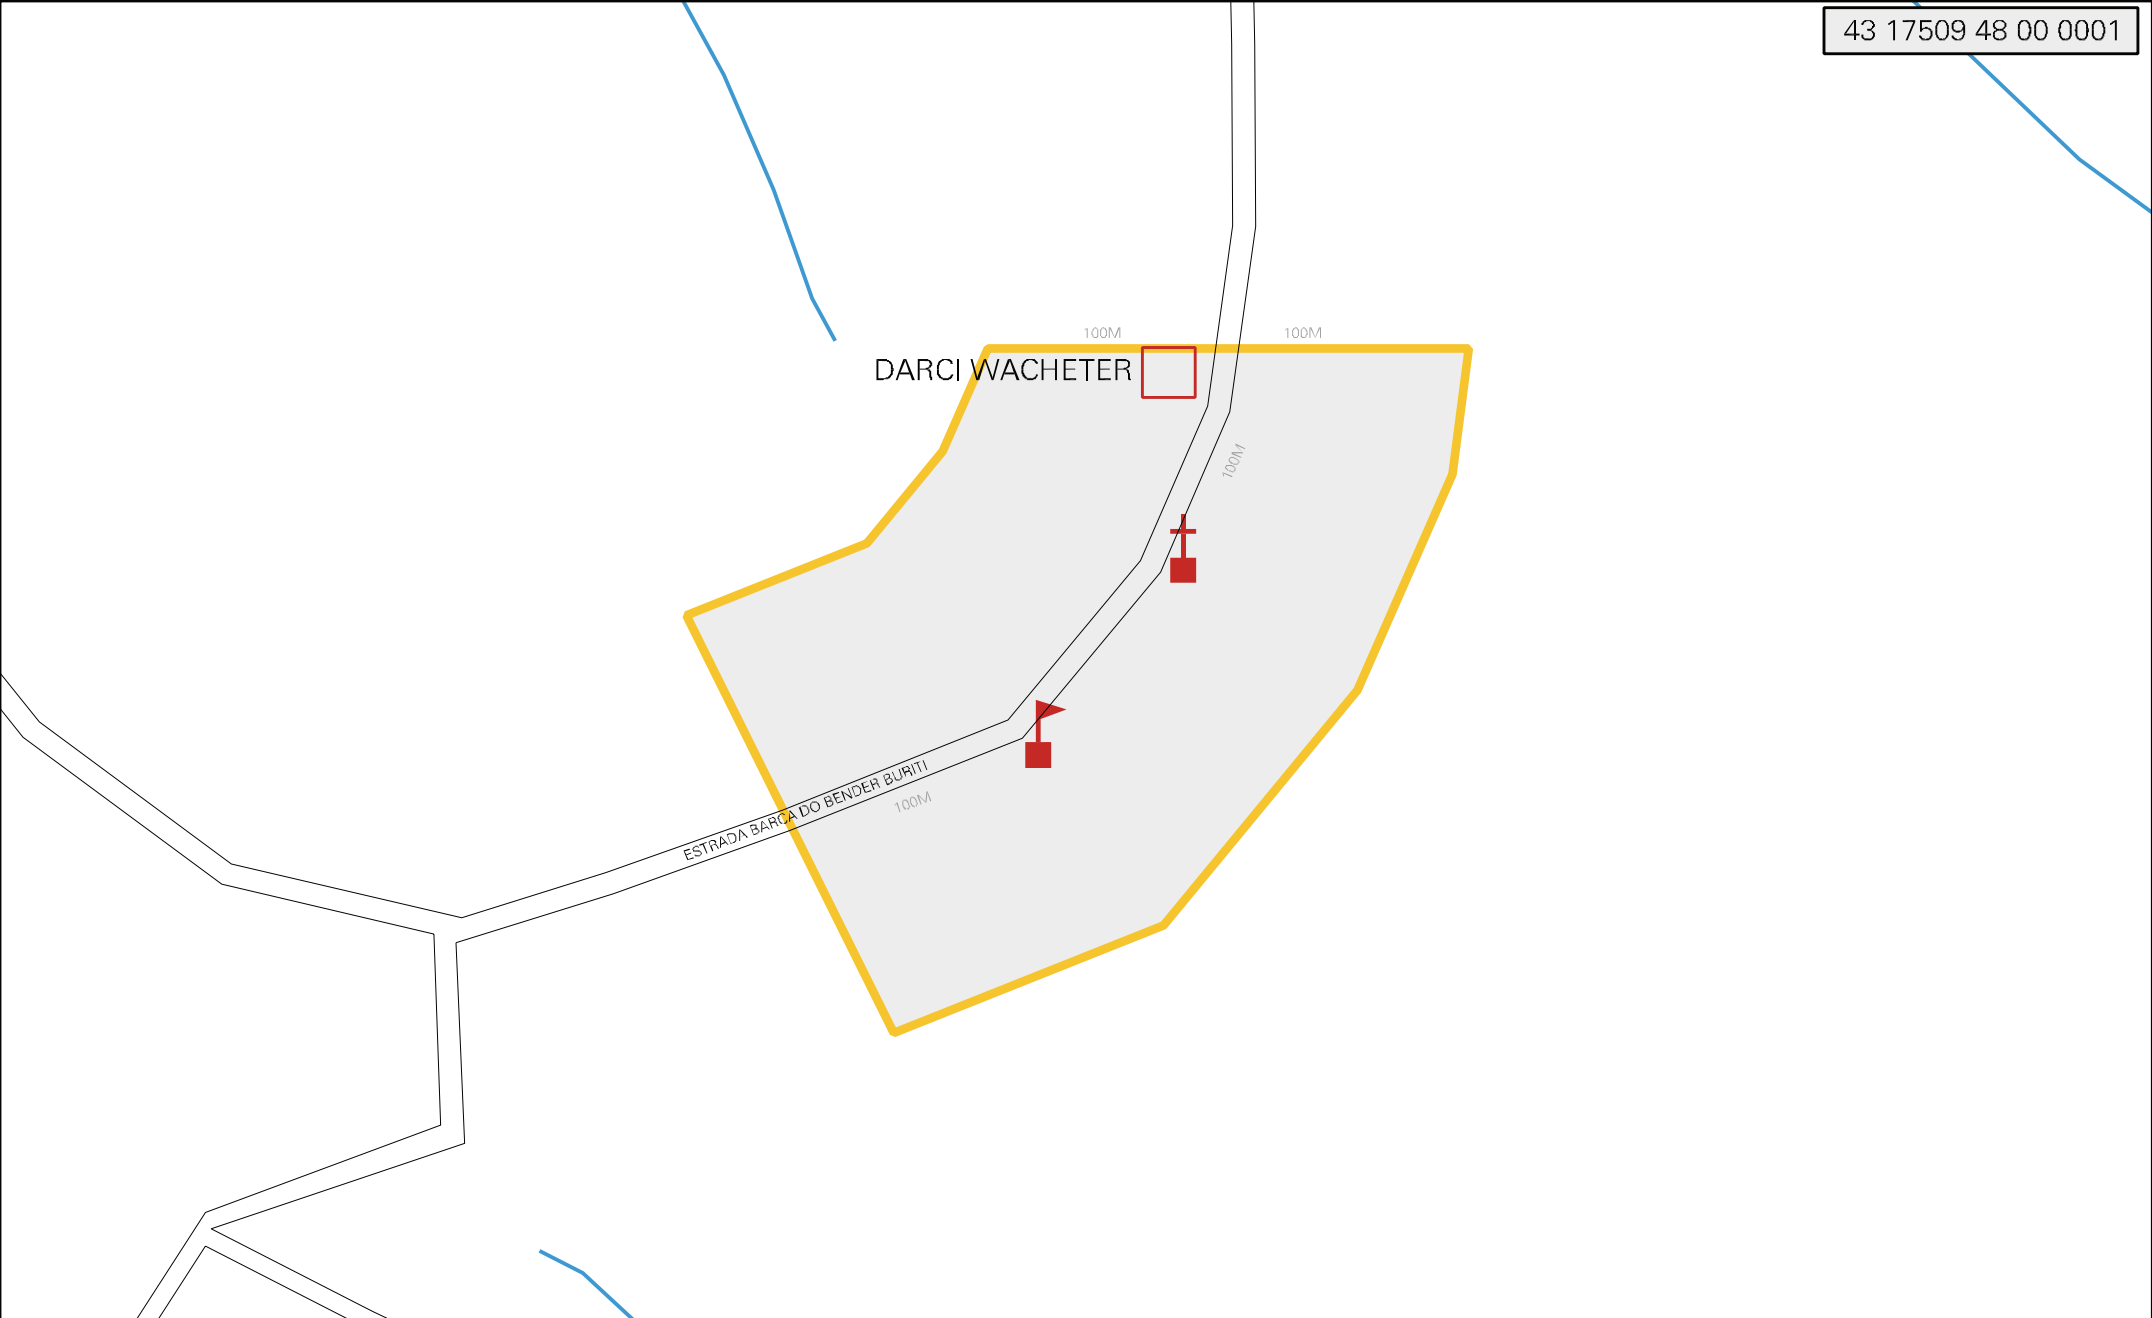 43 17509 48 00 0001
100M
100M
DARCI WACHETER
100M
ESTRADA BARCA DO BENDER BURITI
100M